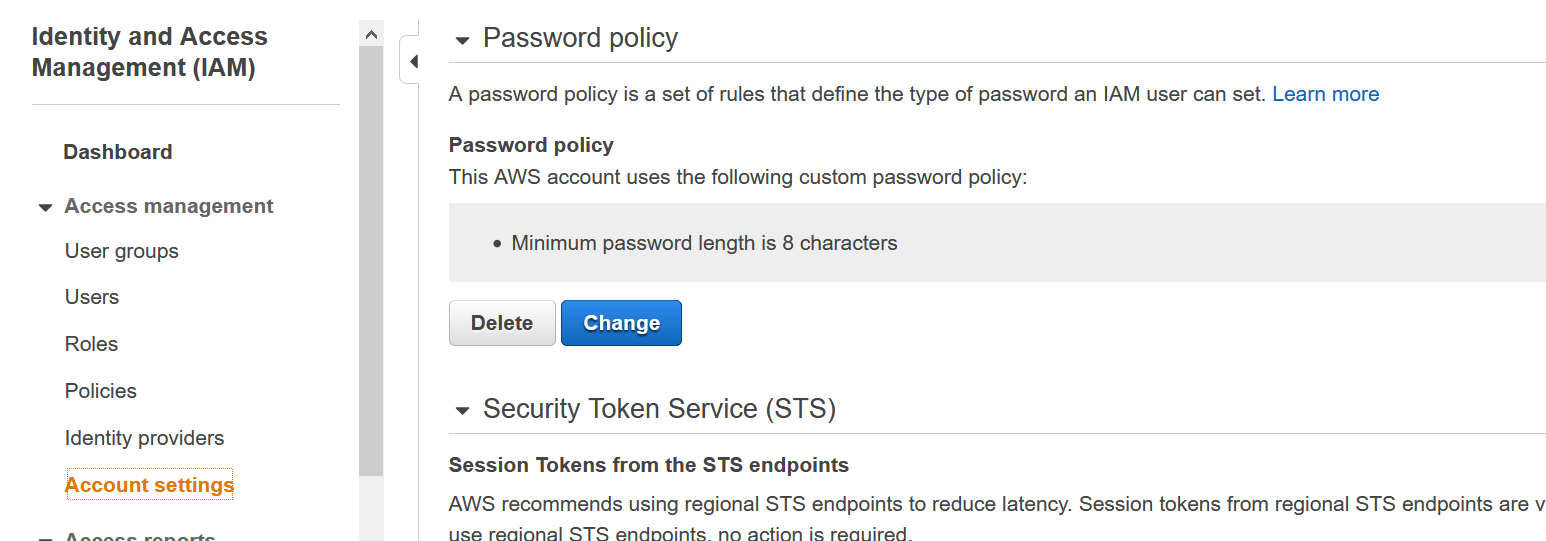 Identity and Access
Management (IAM)
Dashboard
Access management
User groups
Users
Roles
Policies
Identity providers
Account settings
Access reports
Password policy
A password policy is a set of rules that define the type of password an IAM user can set. Learn more
Password policy
This AWS account uses the following custom password policy:
• Minimum password length is 8 characters
Delete Change
Security Token Service (STS)
Session Tokens from the STS endpoints
AWS recommends using regional STS endpoints to reduce latency. Session tokens from regional STS endpoints are v
use regional STS endpoints, no action is required.